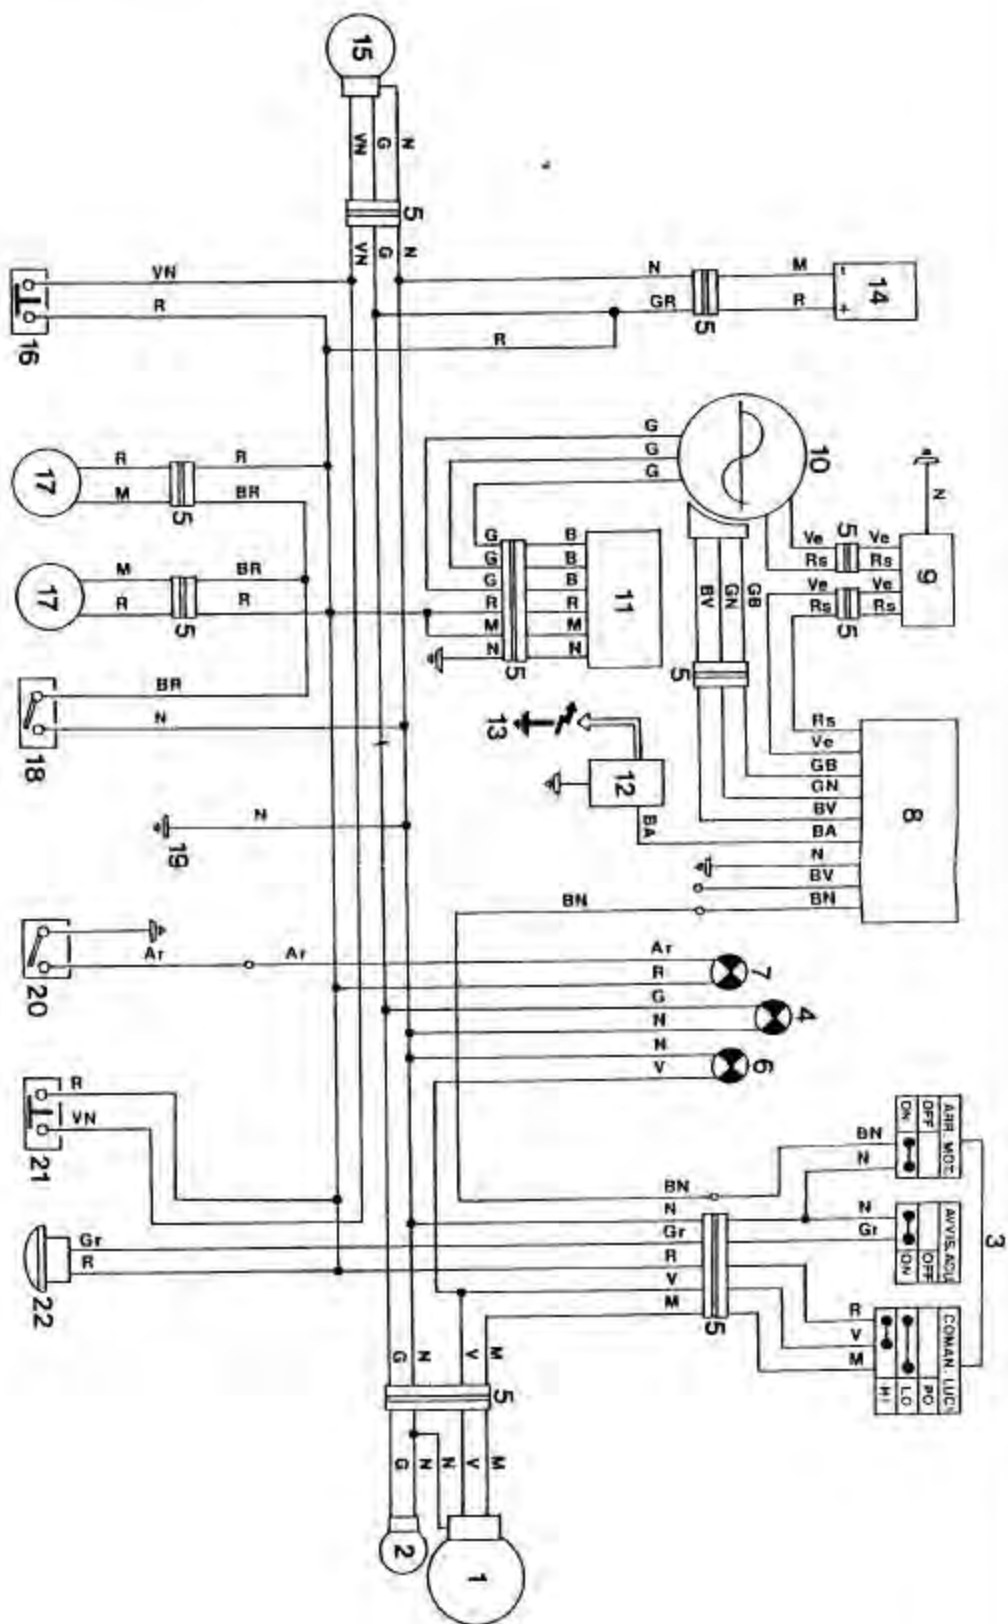 15
VN G N
5
VN G N
VN
R
16
N
GR
M
R
5
- +
14
R
R
M
17
R
BR
5
M
R
17
BR
R
5
G
G
G
10
G
G
G
R
M
N
5
B
B
B
R
M
N
11
N
Ve
Rs
5
Ve
Rs
9
Ve
Rs
5
Ve
Rs
BV GN GB
5
BR
N
18
13
12
BA
Rs
Ve
GB
GN
BV
BA
N
BV
BN
8
N
19
BN
Ar
Ar
20
Ar
R
7
G
N
4
N
V
6
R
VN
21
Gr
R
22
BN
N
Gr
R
V
M
5
BN
N
ARR. MOT.
OFF
ON
N
Gr
AVVIS. ACU.
OFF
ON
3
R
V
M
COMAN. LUCI
PO
LO
HI
G N V M
5
G N N V M
2
1